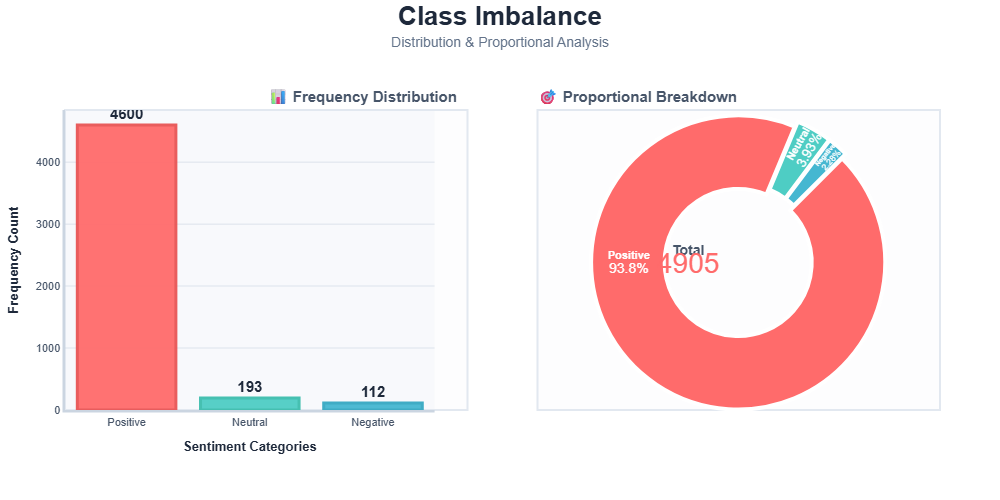 Class Imbalance
Distribution & Proportional Analysis
📊 Frequency Distribution
4600
4000
3000
2000
1000
0
193
112
Positive
Neutral
Negative
Frequency Count
Sentiment Categories
🎯 Proportional Breakdown
Neutral
3.93%
Positive
93.8%
Total
4905